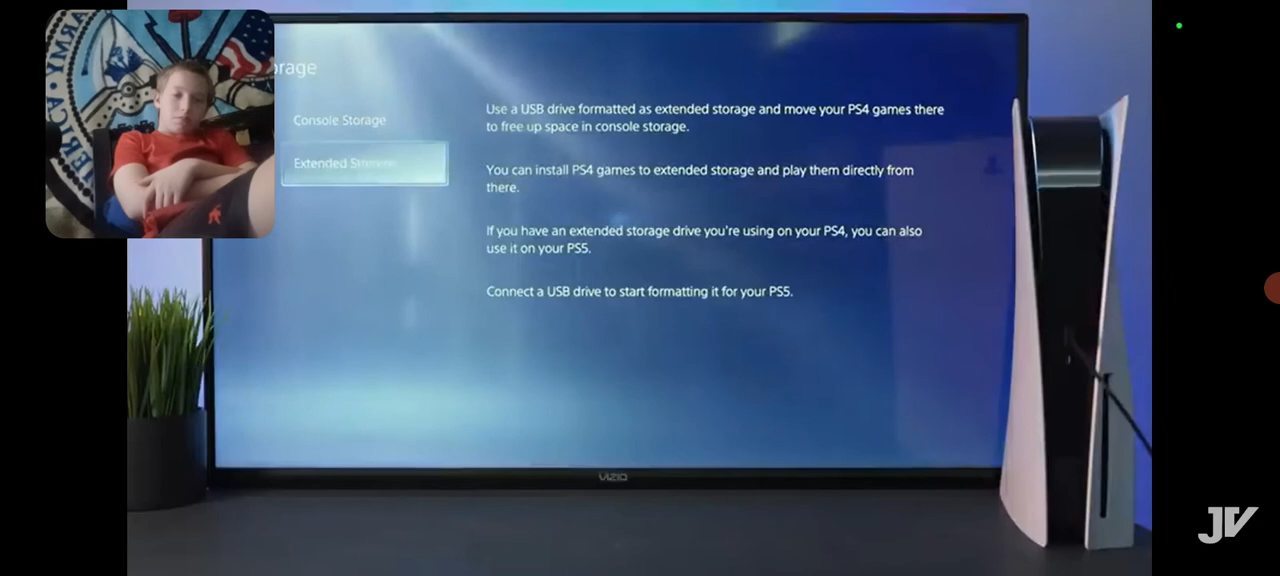 orage
Console Storage
Extended Storage
Use a USB drive formatted as extended storage and move your PS4 games there
to free up space in console storage.
You can install PS4 games to extended storage and play them directly from
there.
If you have an extended storage drive you're using on your PS4, you can also
use it on your PS5.
Connect a USB drive to start formatting it for your PS5.
VIZIO
JV